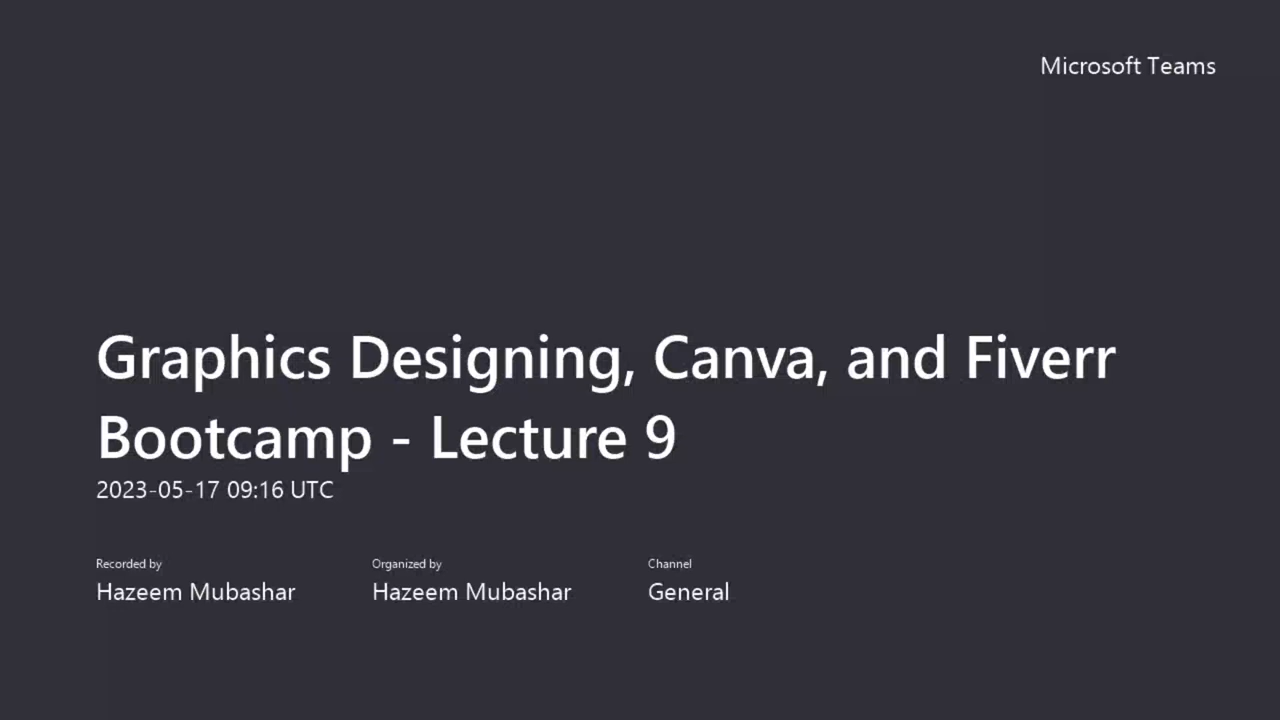 Microsoft Teams
Graphics Designing, Canva, and Fiverr
Bootcamp - Lecture 9
2023-05-17 09:16 UTC
Recorded by
Hazeem Mubashar
Organized by
Hazeem Mubashar
Channel
General